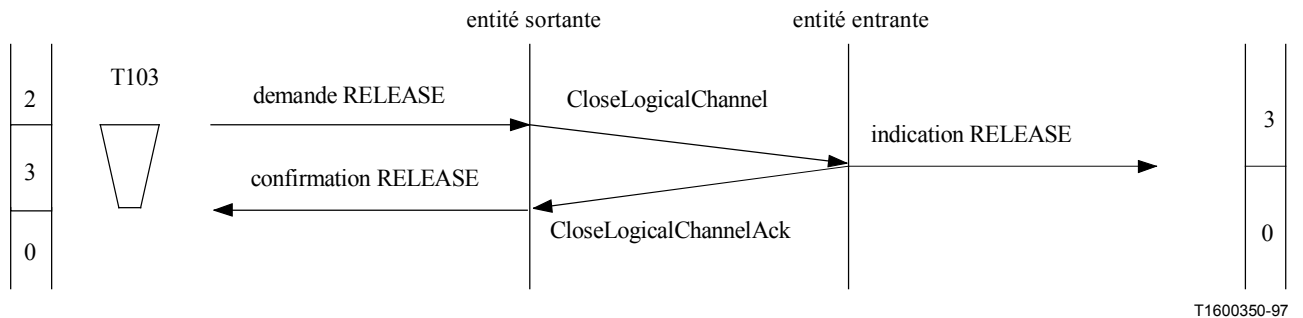 entité sortante
entité entrante
T103
2
demande RELEASE
CloseLogicalChannel
3
indication RELEASE
3
confirmation RELEASE
CloseLogicalChannelAck
0
0
T1600350-97